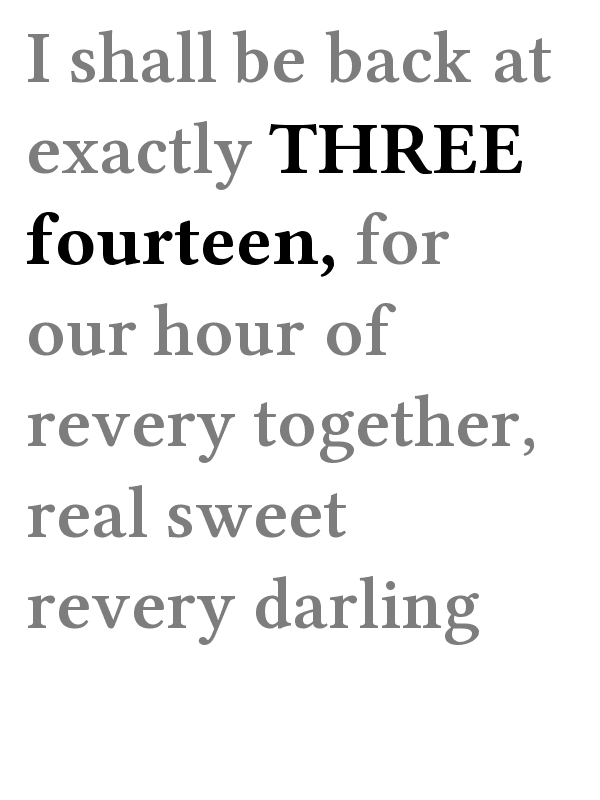 I shall be back at
exactly THREE
fourteen, for
our hour of
revery together,
real sweet
revery darling